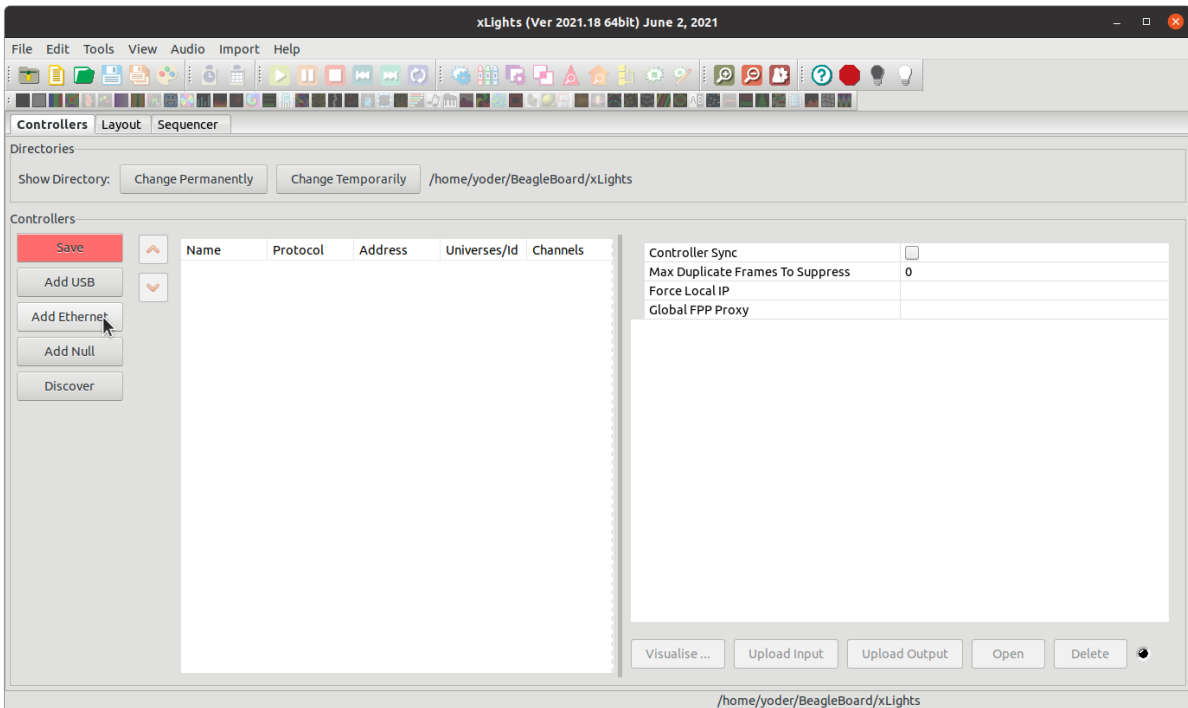 xLights (Ver 2021.18 64bit) June 2, 2021
File Edit Tools View Audio Import Help
Controllers Layout Sequencer
Directories
Show Directory: Change Permanently Change Temporarily /home/yoder/BeagleBoard/xLights
Controllers
Save
Add USB
Add Ethernet
Add Null
Discover
Name Protocol Address Universes/Id Channels
Controller Sync
Max Duplicate Frames To Suppress 0
Force Local IP
Global FPP Proxy
Visualise ... Upload Input Upload Output Open Delete
/home/yoder/BeagleBoard/xLights